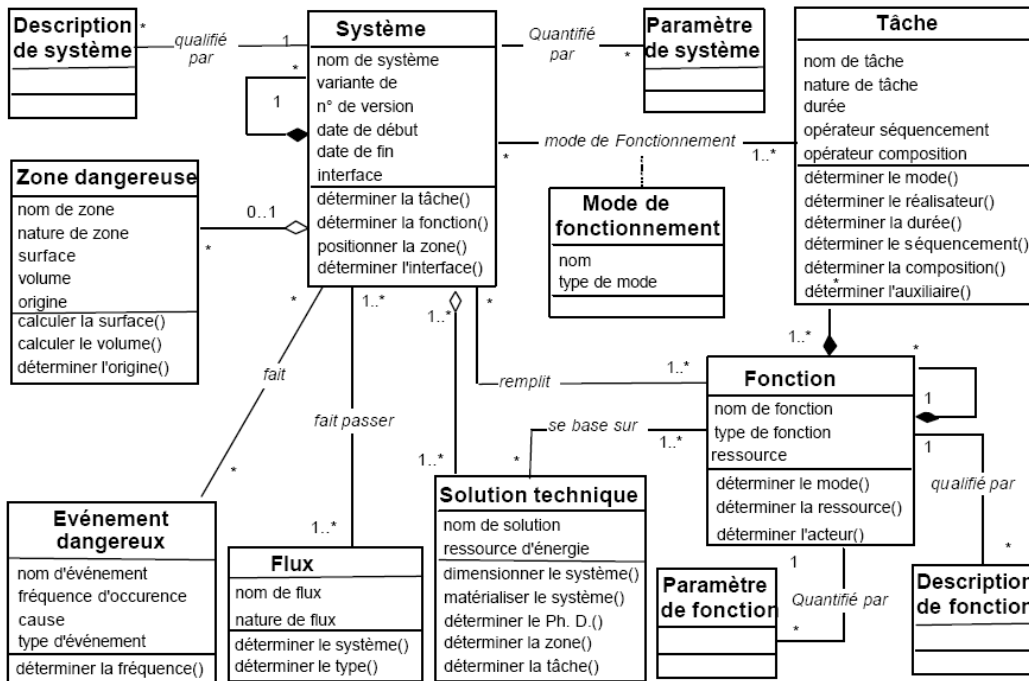 Description
de système
*
qualifié
par
1
Système
nom de système
variante de
n° de version
date de début
date de fin
interface
déterminer la tâche()
déterminer la fonction()
positionner la zone()
déterminer l'interface()
*
1
Quantifié
par
*
Paramètre
de système
Tâche
nom de tâche
nature de tâche
durée
opérateur séquencement
opérateur composition
déterminer le mode()
déterminer le réalisateur()
déterminer la durée()
déterminer le séquencement()
déterminer la composition()
*
déterminer l'auxiliaire()
mode de Fonctionnement
*
1..*
Mode de
fonctionnement
nom
type de mode
Zone dangereuse
nom de zone
nature de zone
surface
volume
origine
calculer la surface()
calculer le volume()
déterminer l'origine()
0..1
*
*
fait
*
1..*
fait passer
1..*
1..*
1..*
*
remplit
1..*
1..*
Fonction
nom de fonction
type de fonction
ressource
déterminer le mode()
déterminer la ressource()
déterminer l'acteur()
*
1
se base sur
1..*
*
1
qualifié par
*
1
Quantifié par
*
Evénement
dangereux
nom d'événement
fréquence d'occurence
cause
type d'événement
déterminer la fréquence()
Flux
nom de flux
nature de flux
déterminer le système()
déterminer le type()
Solution technique
nom de solution
ressource d'énergie
dimensionner le système()
matérialiser le système()
déterminer le Ph. D.()
déterminer la zone()
déterminer la tâche()
Paramètre
de fonction
Description
de fonction